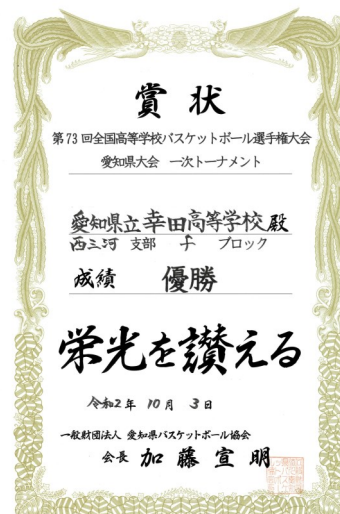 賞状
第73回全国高等学校バスケットボール選手権大会
愛知県大会 一次トーナメント
愛知県立幸田高等学校殿
西三河 支部 チ ブロック
成績 優勝
栄光を讃える
令和2年 10月 3日
一般財団法人 愛知県バスケットボール協会
会長 加藤宣明